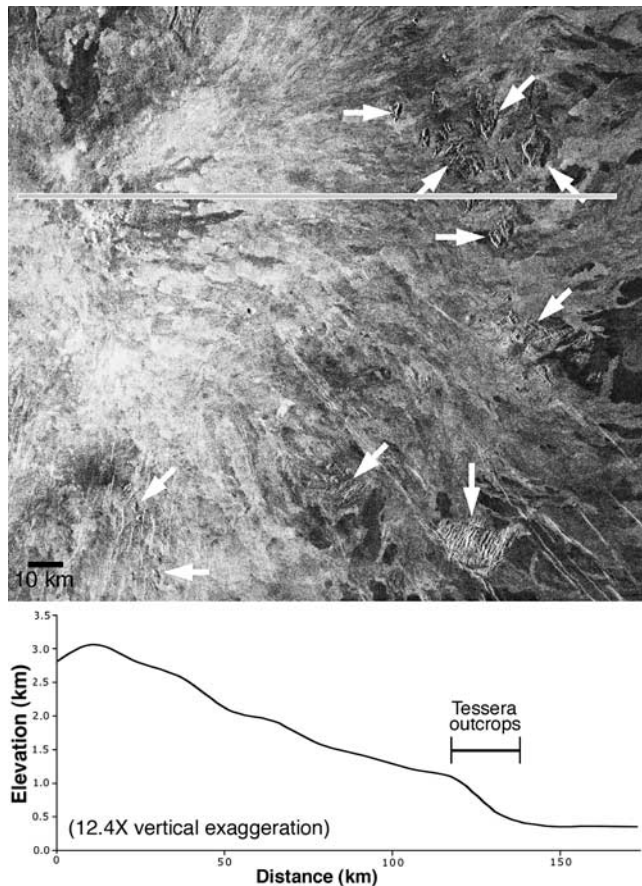 10 km
3.5
3.0
2.5
2.0
1.5
1.0
0.5
0.0
Elevation (km)
Tessera
outcrops
(12.4X vertical exaggeration)
0
50
100
150
Distance (km)